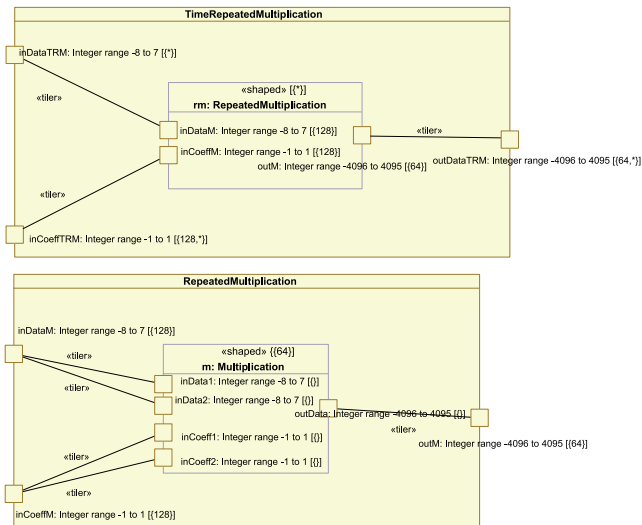 TimeRepeatedMultiplication
inDataTRM: Integer range -8 to 7 [{*}]
«tiler»
«shaped» [{*}]
rm: RepeatedMultiplication
inDataM: Integer range -8 to 7 [{128}]
«tiler»
inCoeffM: Integer range -1 to 1 [{128}]
outM: Integer range -4096 to 4095 [{64}]
outDataTRM: Integer range -4096 to 4095 [{64,*}]
«tiler»
inCoeffTRM: Integer range -1 to 1 [{128,*}]
RepeatedMultiplication
inDataM: Integer range -8 to 7 [{128}]
«tiler»
«tiler»
«shaped» {{64}]
m: Multiplication
inData1: Integer range -8 to 7 [{}]
inData2: Integer range -8 to 7 [{}]
outData: Integer range -4096 to 4095 [{}]
«tiler»
inCoeff1: Integer range -1 to 1 [{}]
inCoeff2: Integer range -1 to 1 [{}]
outM: Integer range -4096 to 4095 [{64}]
«tiler»
«tiler»
inCoeffM: Integer range -1 to 1 [{128}]